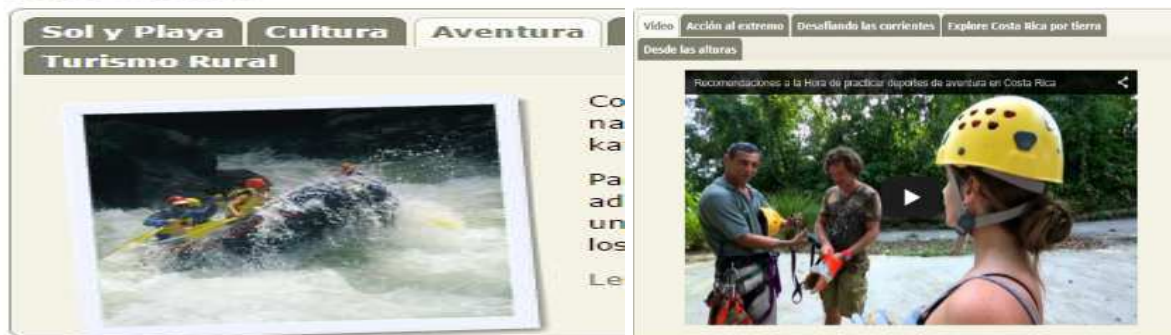 Sol y Playa Cultura Aventura
Turismo Rural
Co
na
ka
Pa
ad
un
los
Le
Video Acción al extremo Desafiando las corrientes Explore Costa Rica por tierra
Desde las alturas
Recomendaciones a la Hora de practicar deportes de aventura en Costa Rica